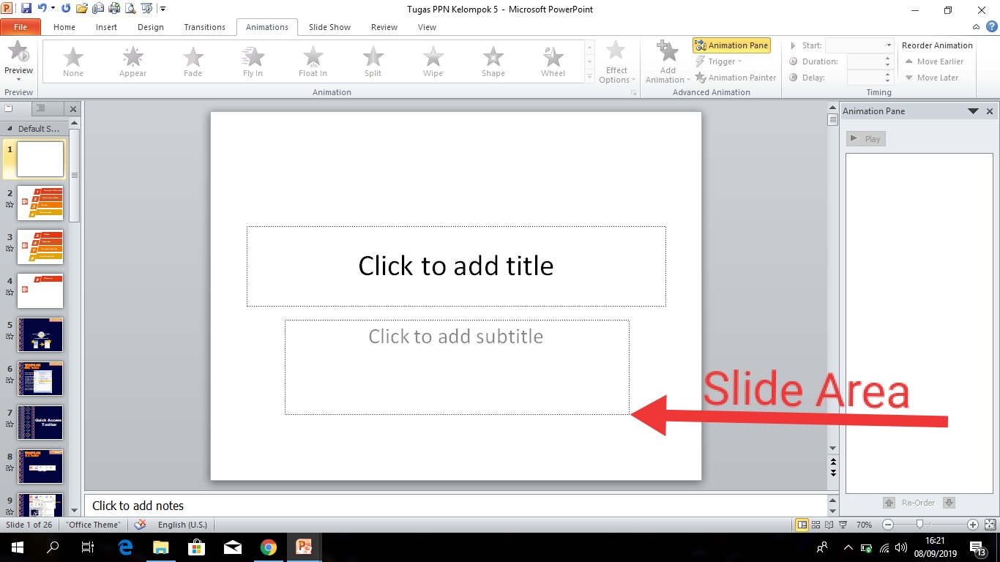 Tugas PPN Kelompok 5 - Microsoft PowerPoint
File Home Insert Design Transitions Animations Slide Show Review View
Preview
Preview
None Appear Fade Fly In Float In Split Wipe Shape Wheel
Effect Options
Animation
Add Animation
Animation Pane
Trigger
Animation Painter
Advanced Animation
Start:
Duration:
Delay:
Reorder Animation
Move Earlier
Move Later
Timing
Default S...
1
2
3
4
5
6
7
Quick Access
Toolbar
8
9
Click to add title
Click to add subtitle
Slide Area
Click to add notes
Animation Pane
Play
Re-Order
Slide 1 of 26 "Office Theme" English (U.S.) 70%
16:21
08/09/2019
13